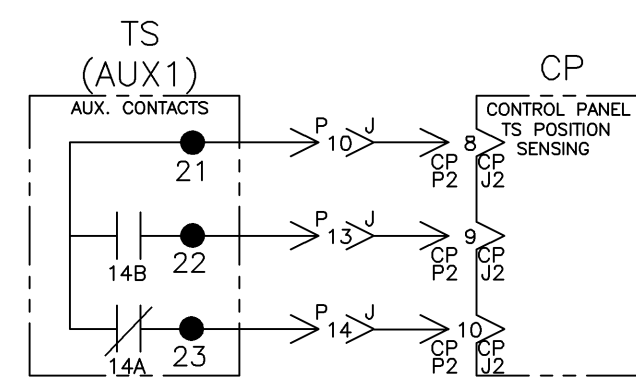 TS
(AUX1)
AUX. CONTACTS
CP
CONTROL PANEL
TS POSITION
SENSING
21
P 10 J
8
CP P2
CP J2
14B
22
P 13 J
9
CP P2
CP J2
14A
23
P 14 J
10
CP P2
CP J2